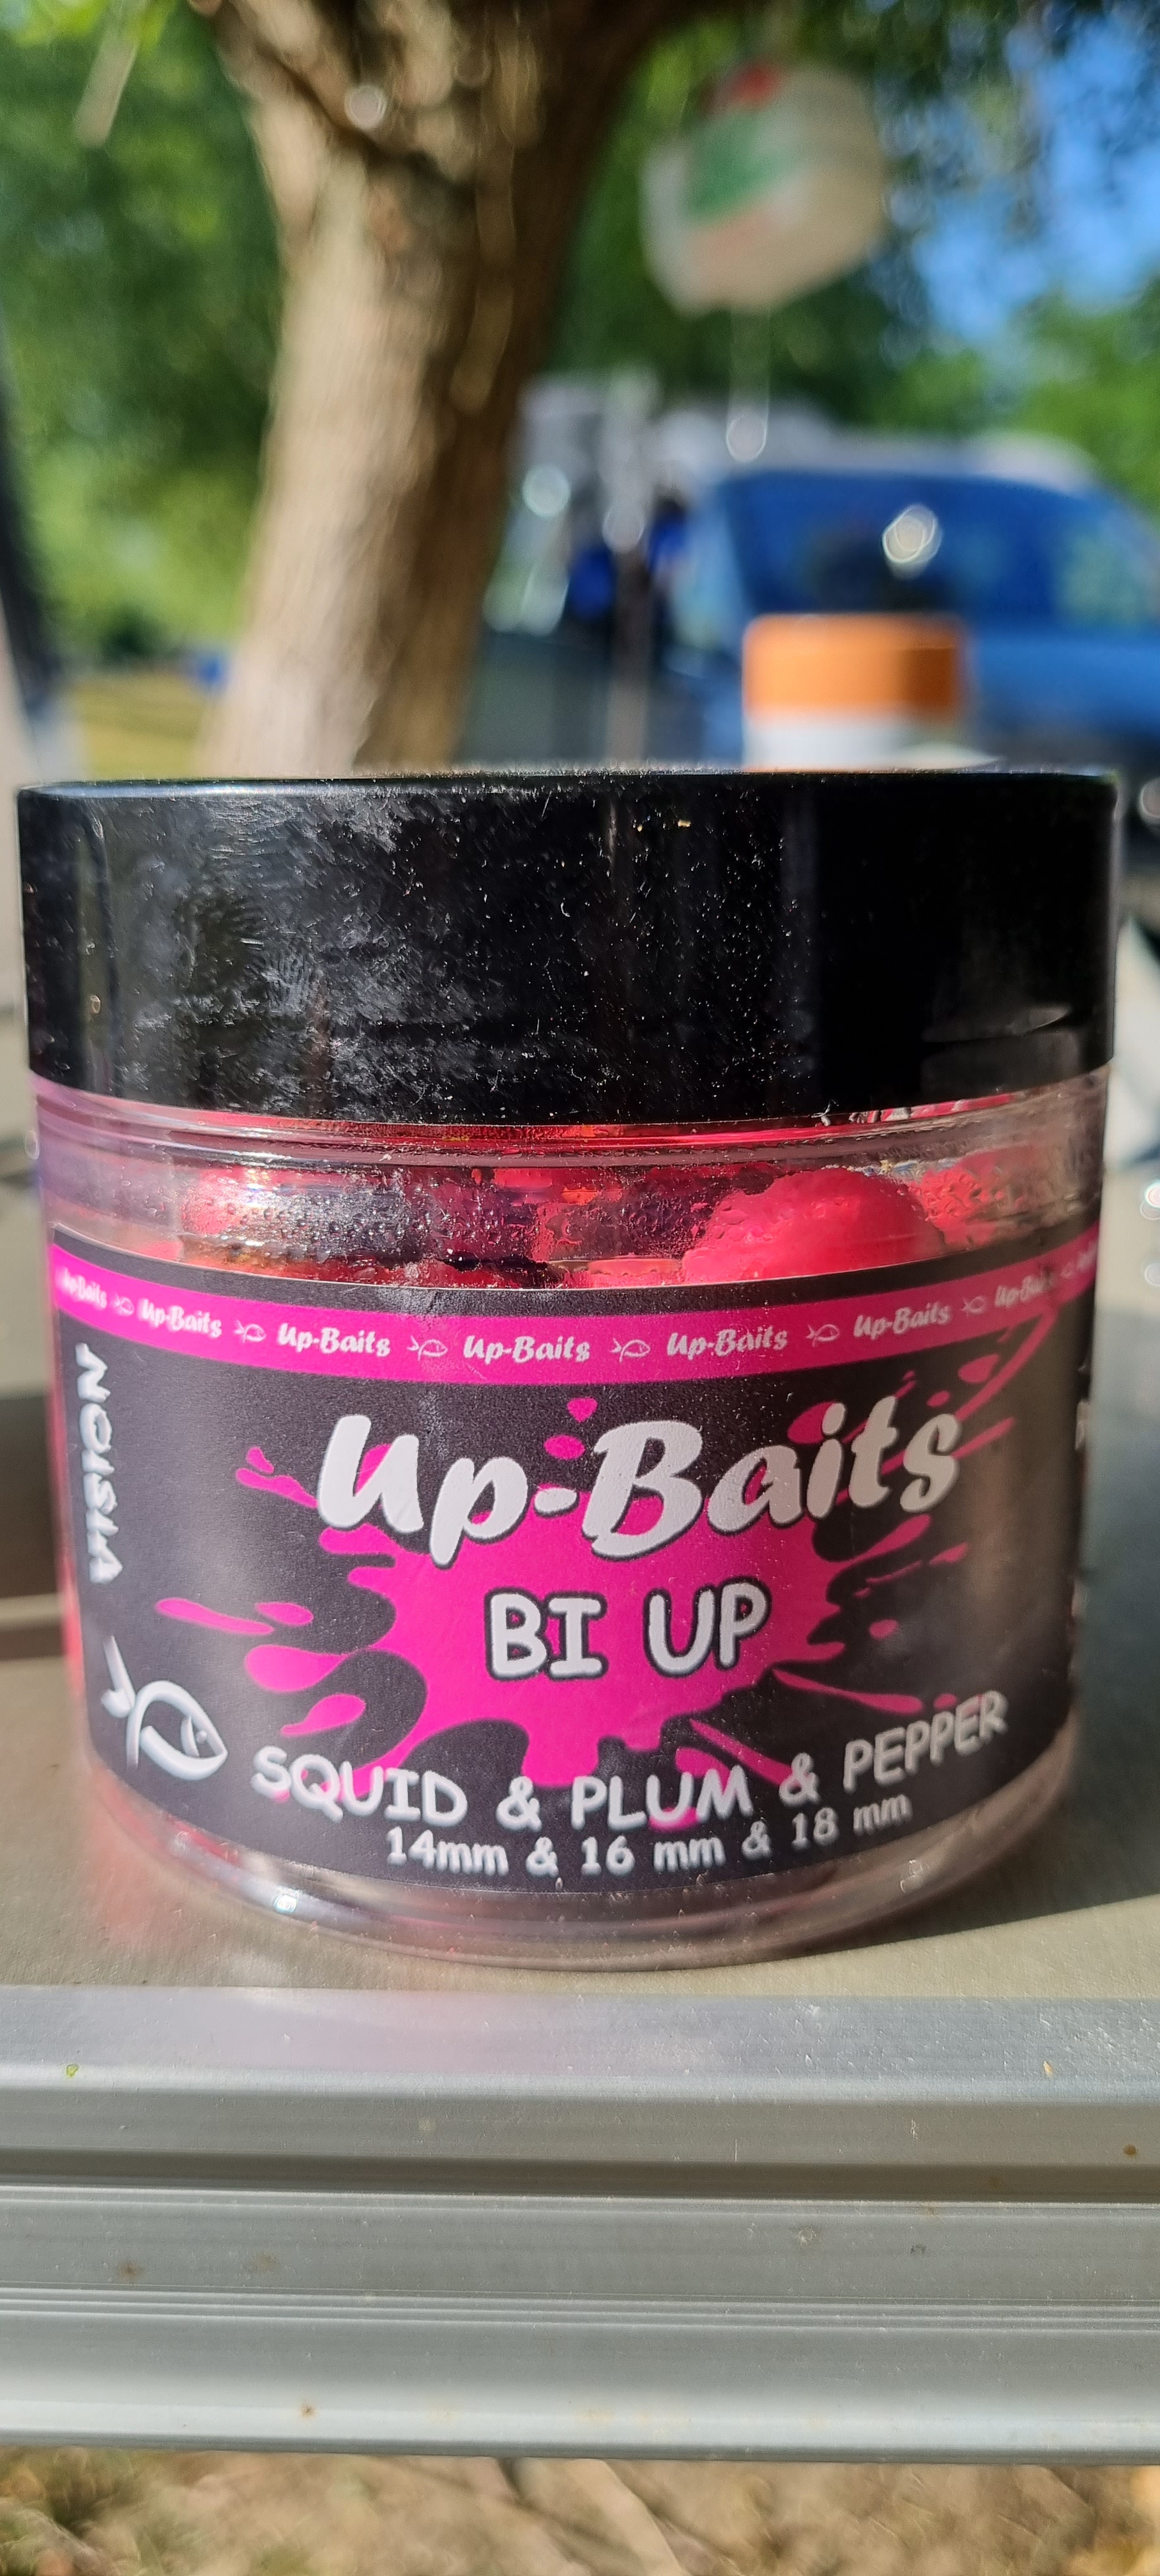 Up-Baits Up-Baits Up-Baits Up-Baits Up-Baits Up-Baits
Up-Baits
BI UP
SQUID & PLUM & PEPPER
14mm & 16 mm & 18 mm
VISION